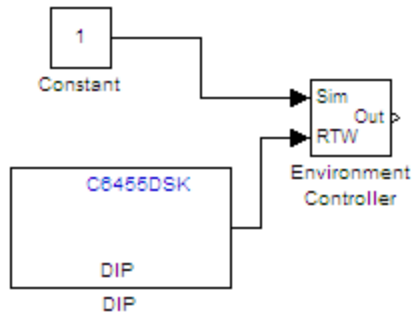 1
Constant
Sim
Out
RTW
Environment
Controller
C6455DSK
DIP
DIP